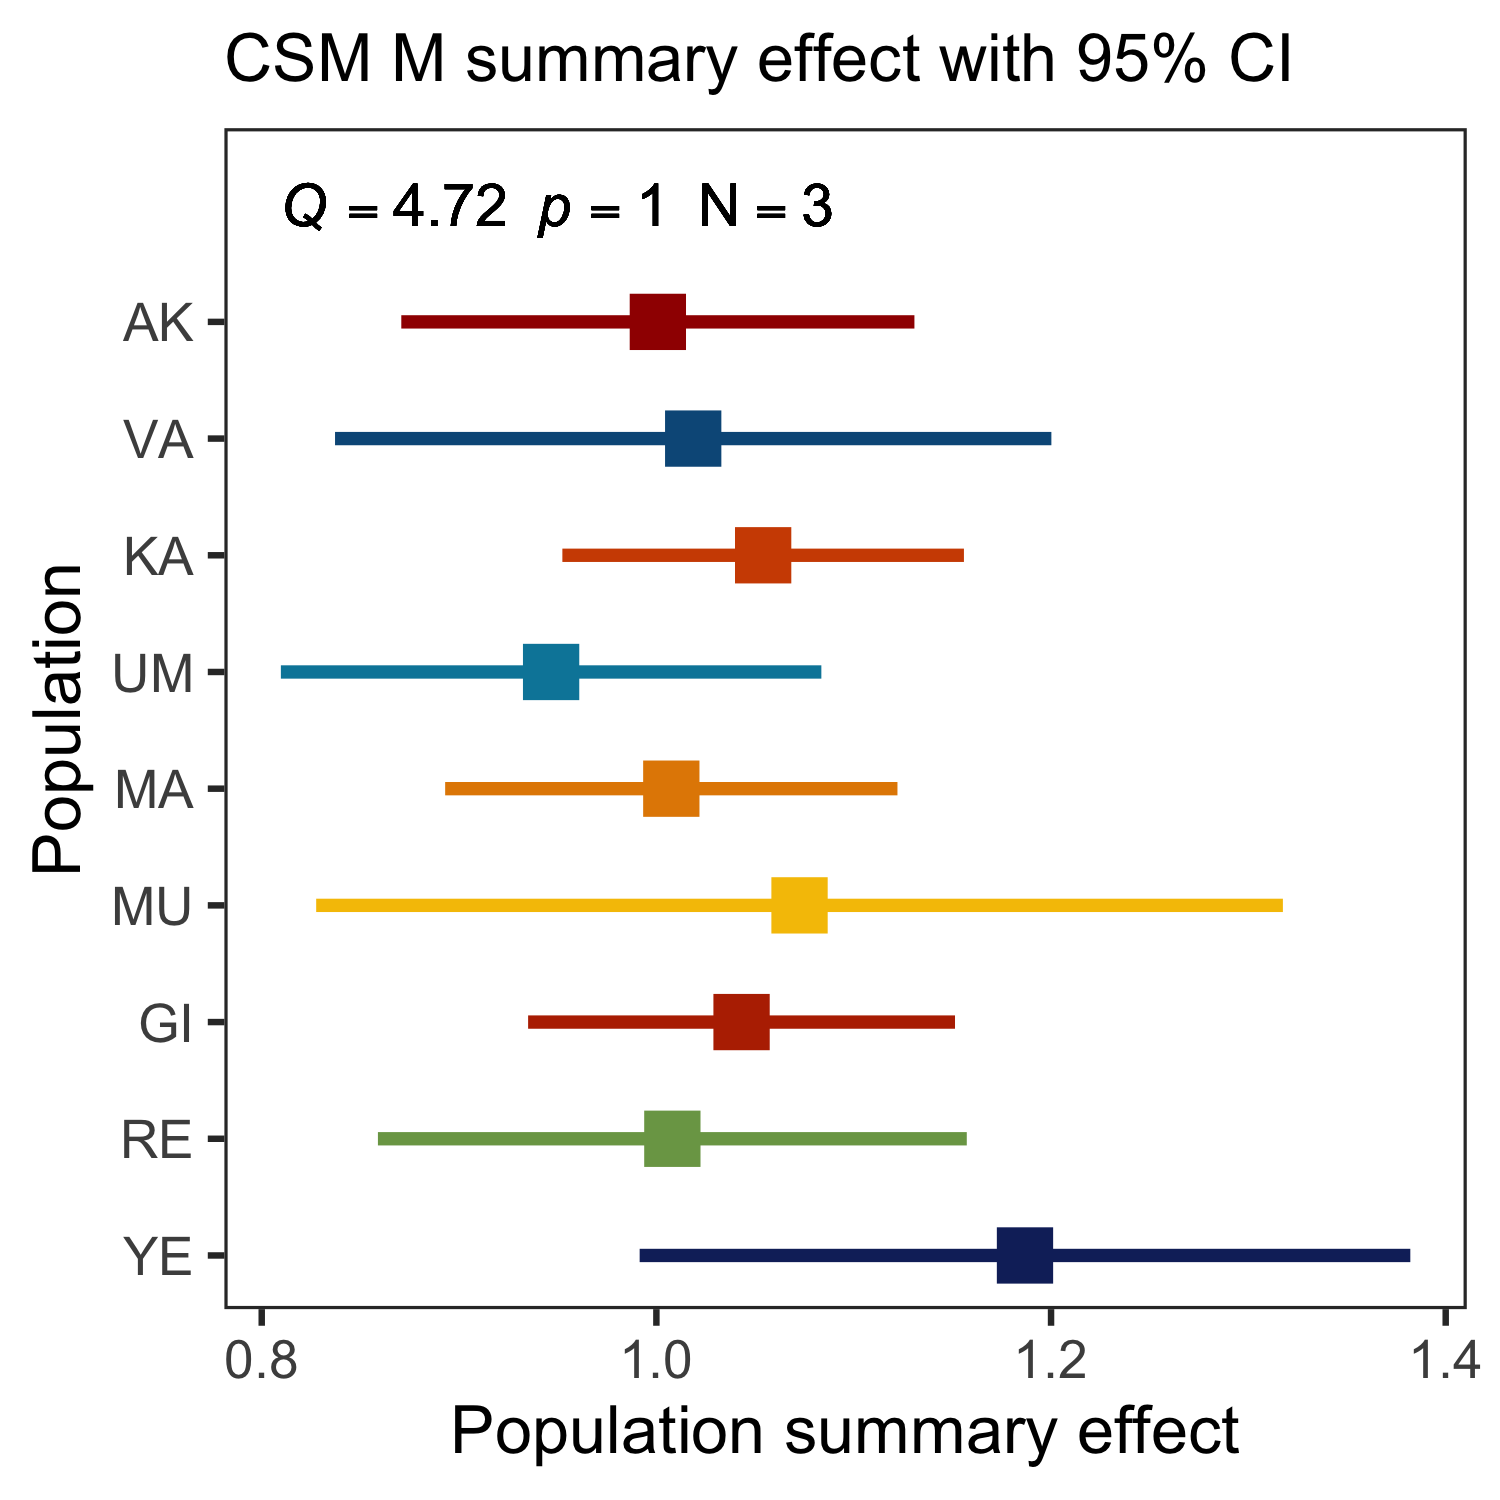 CSM M summary effect with 95% CI
Q = 4.72 p = 1 N = 3
Population
AK
VA
KA
UM
MA
MU
GI
RE
YE
0.8 1.0 1.2 1.4
Population summary effect